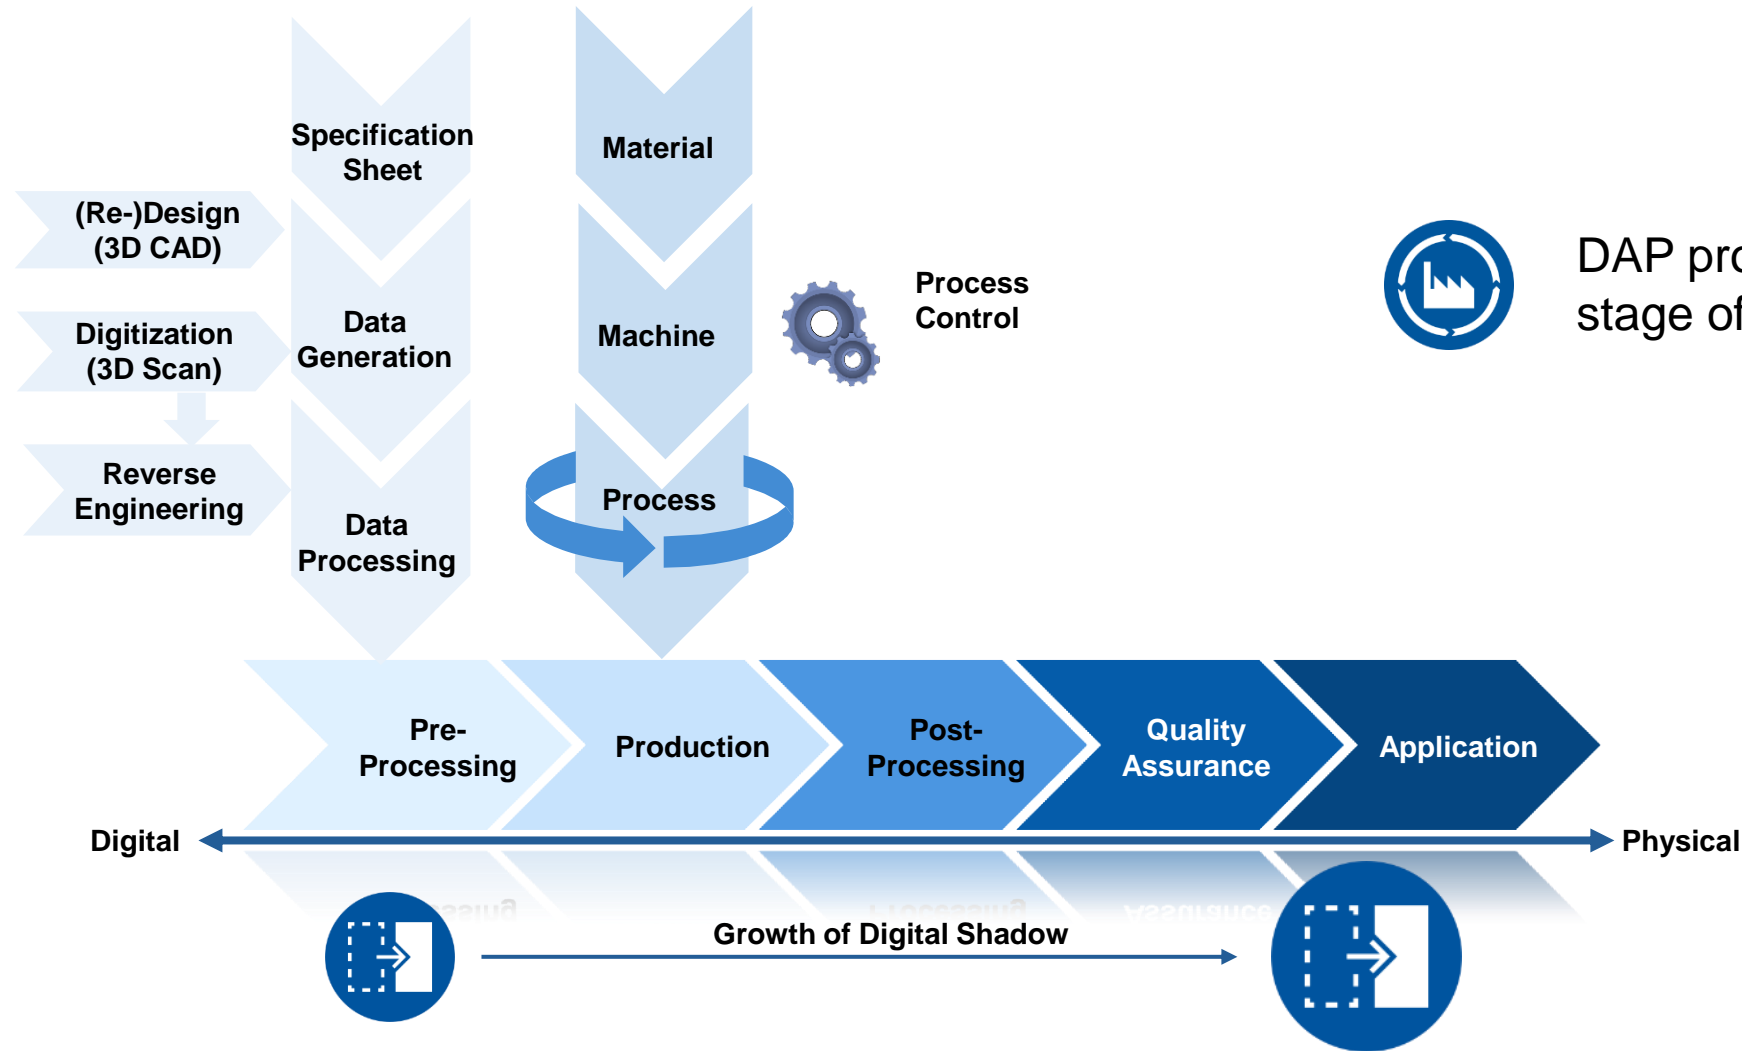 Specification
Sheet
Material
(Re-)Design
(3D CAD)
Process
Control
DAP pro
stage of
Digitization
(3D Scan)
Data
Generation
Machine
Reverse
Engineering
Process
Data
Processing
Pre-
Processing
Production
Post-
Processing
Quality
Assurance
Application
Digital
Physical
Growth of Digital Shadow